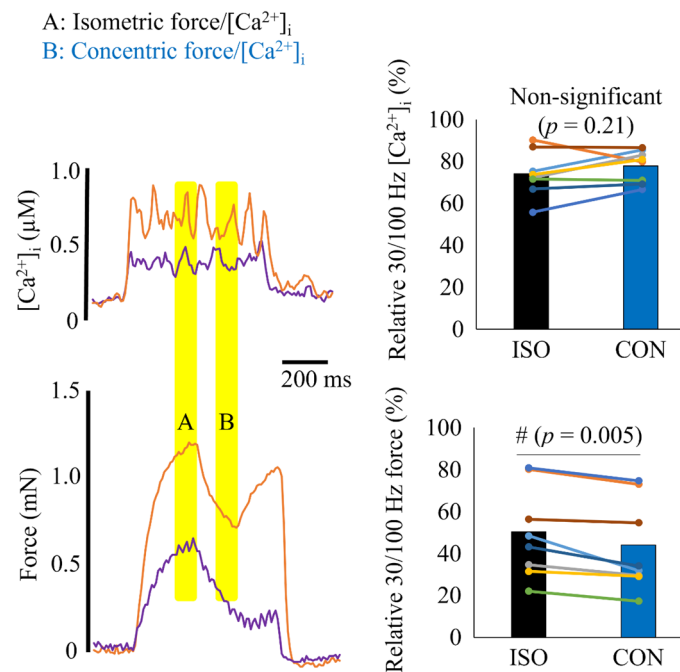 A: Isometric force/[Ca²⁺]ᵢ
B: Concentric force/[Ca²⁺]ᵢ
[Ca²⁺]ᵢ (μM)
1.0
0.5
0
200 ms
Force (mN)
1.5
1.0
0.5
0
A
B
Relative 30/100 Hz [Ca²⁺]ᵢ (%)
Non-significant
(p = 0.21)
100
80
60
40
20
0
ISO
CON
Relative 30/100 Hz force (%)
# (p = 0.005)
100
80
60
40
20
0
ISO
CON